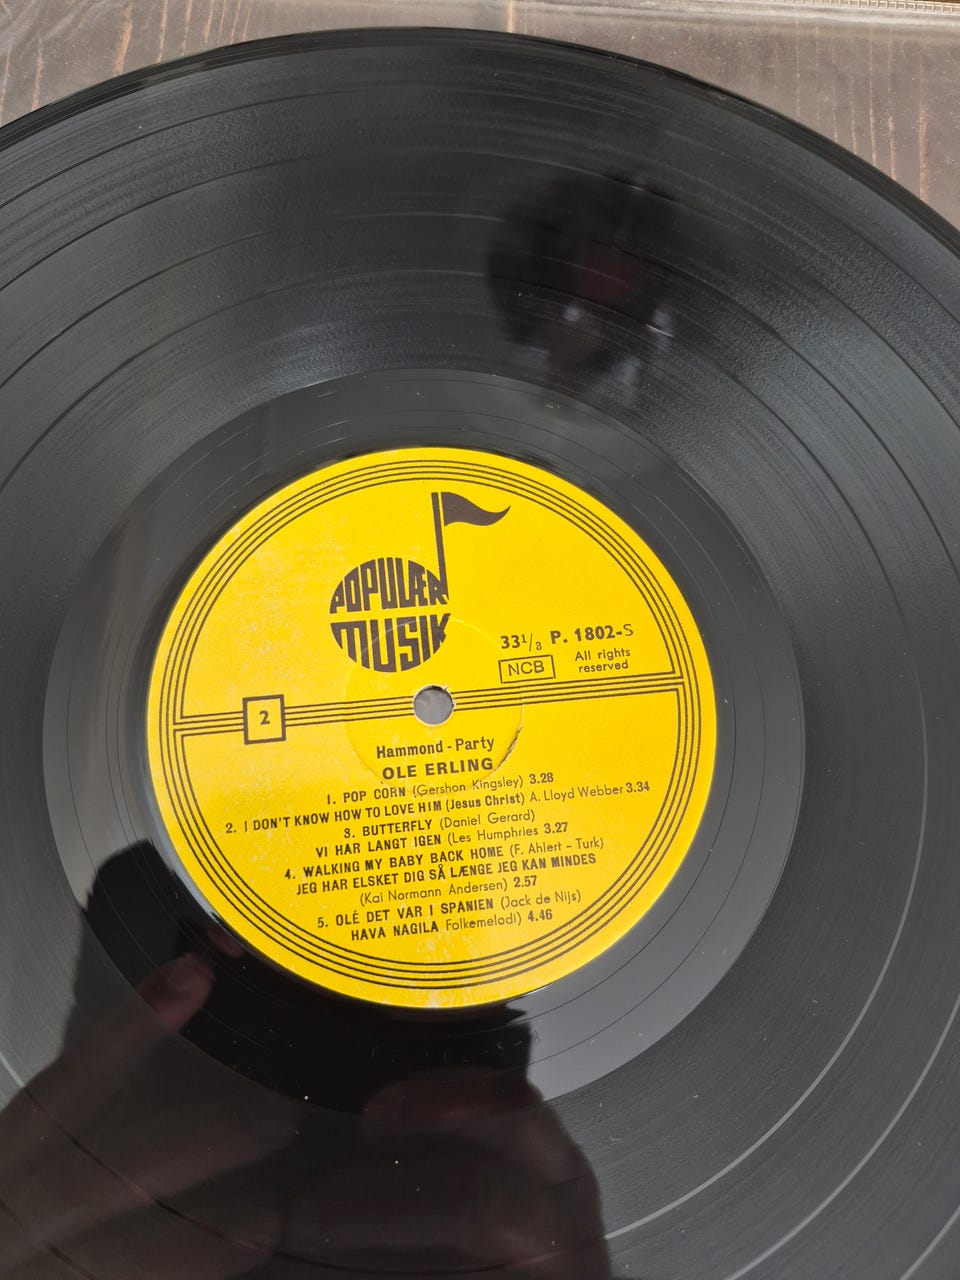 POPULÆR
MUSIK
33 1/3 P. 1802-S
NCB
All rights
reserved
2
Hammond - Party
OLE ERLING
1. POP CORN (Gershon Kingsley) 3.28
2. I DON'T KNOW HOW TO LOVE HIM (Jesus Christ) A. Lloyd Webber 3.34
3. BUTTERFLY (Daniel Gerard)
VI HAR LANGT IGEN (Les Humphries 3.27
4. WALKING MY BABY BACK HOME (F. Ahlert - Turk)
JEG HAR ELSKET DIG SÅ LÆNGE JEG KAN MINDES
(Kai Normann Andersen) 2.57
5. OLÉ DET VAR I SPANIEN (Jack de Nijs)
HAVA NAGILA Folkemelodi) 4.46